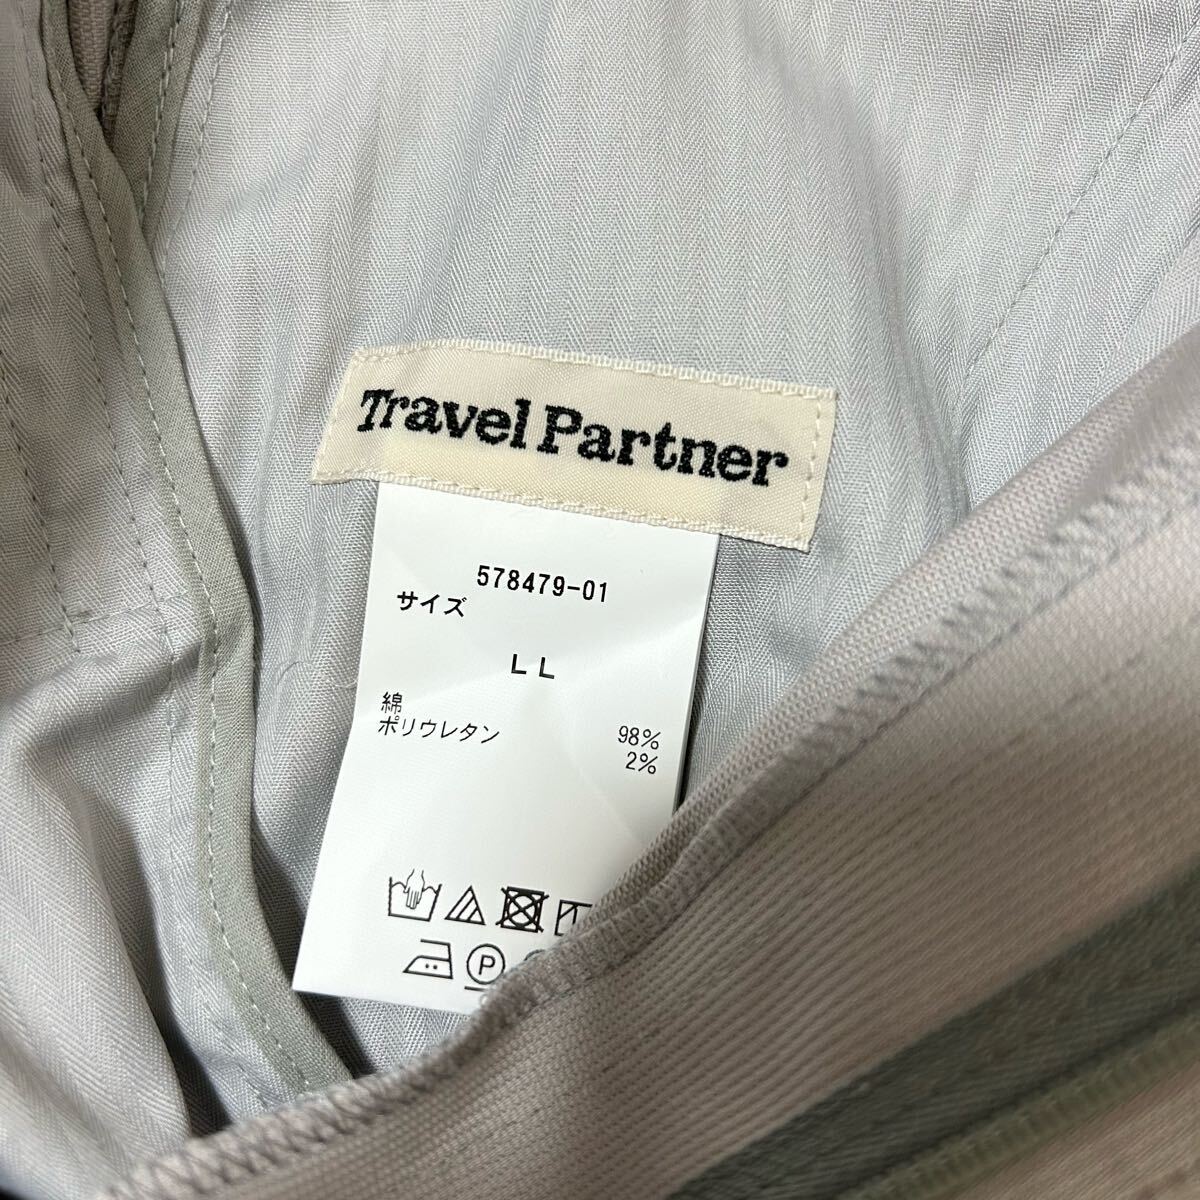 Travel Partner
578479-01
サイズ
LL
綿
98%
ポリウレタン
2%
P